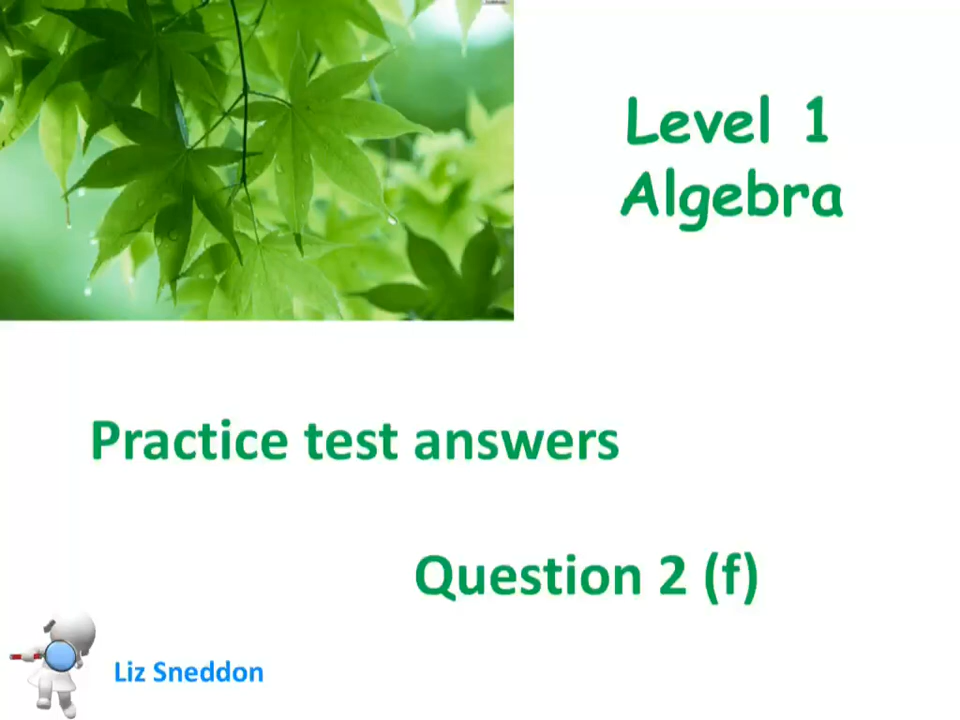 Level 1
Algebra
Practice test answers
Question 2 (f)
Liz Sneddon